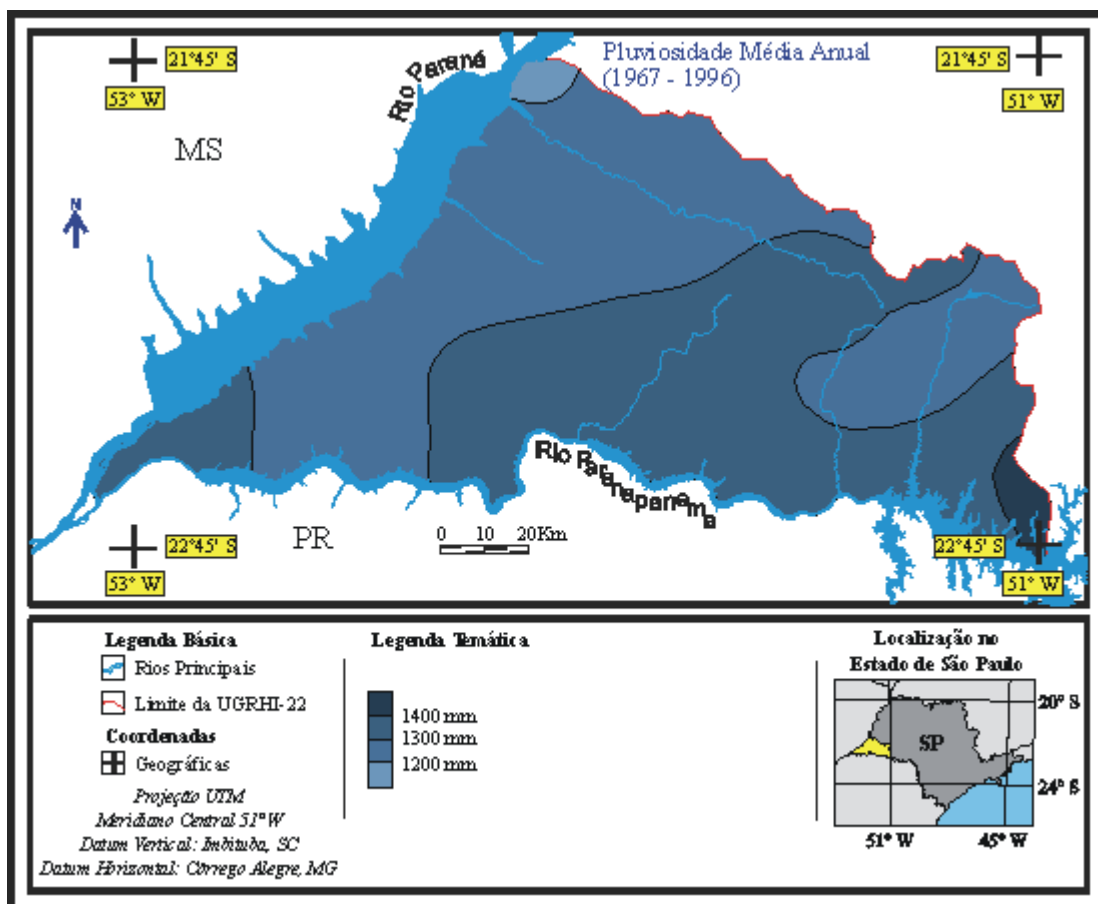 Pluviosidade Média Anual
(1967 - 1996)
21°45' S
53° W
21°45' S
51° W
Rio Paraná
MS
N
Rio Paranapanema
PR
0 10 20 Km
22°45' S
53° W
22°45' S
51° W
Legenda Básica
Rios Principais
Limite da UGRHI-22
Coordenadas
Geográficas
Projeção UTM
Meridiano Central 51° W
Datum Vertical: Imbituba, SC
Datum Horizontal: Córrego Alegre, MG
Legenda Temática
1400 mm
1300 mm
1200 mm
Localização no
Estado de São Paulo
20° S
SP
24° S
51° W
45° W